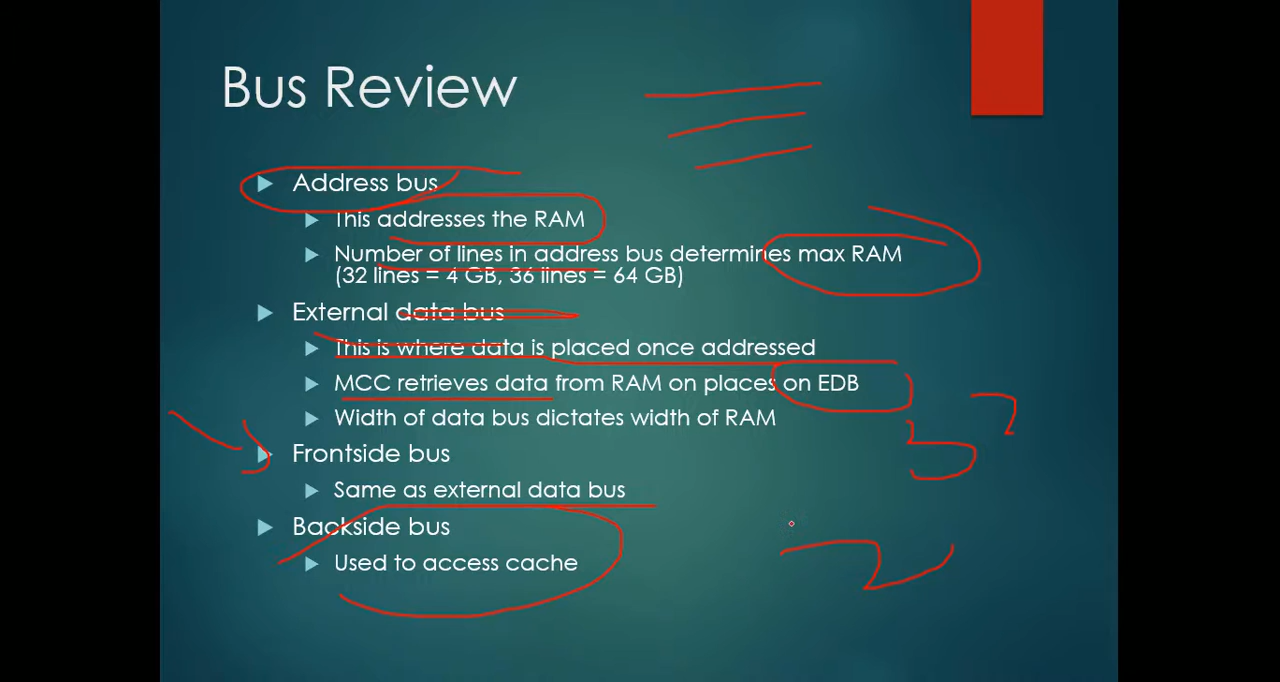 Bus Review
Address bus
This addresses the RAM
Number of lines in address bus determines max RAM
(32 lines = 4 GB, 36 lines = 64 GB)
External data bus
This is where data is placed once addressed
MCC retrieves data from RAM on places on EDB
Width of data bus dictates width of RAM
Frontside bus
Same as external data bus
Backside bus
Used to access cache